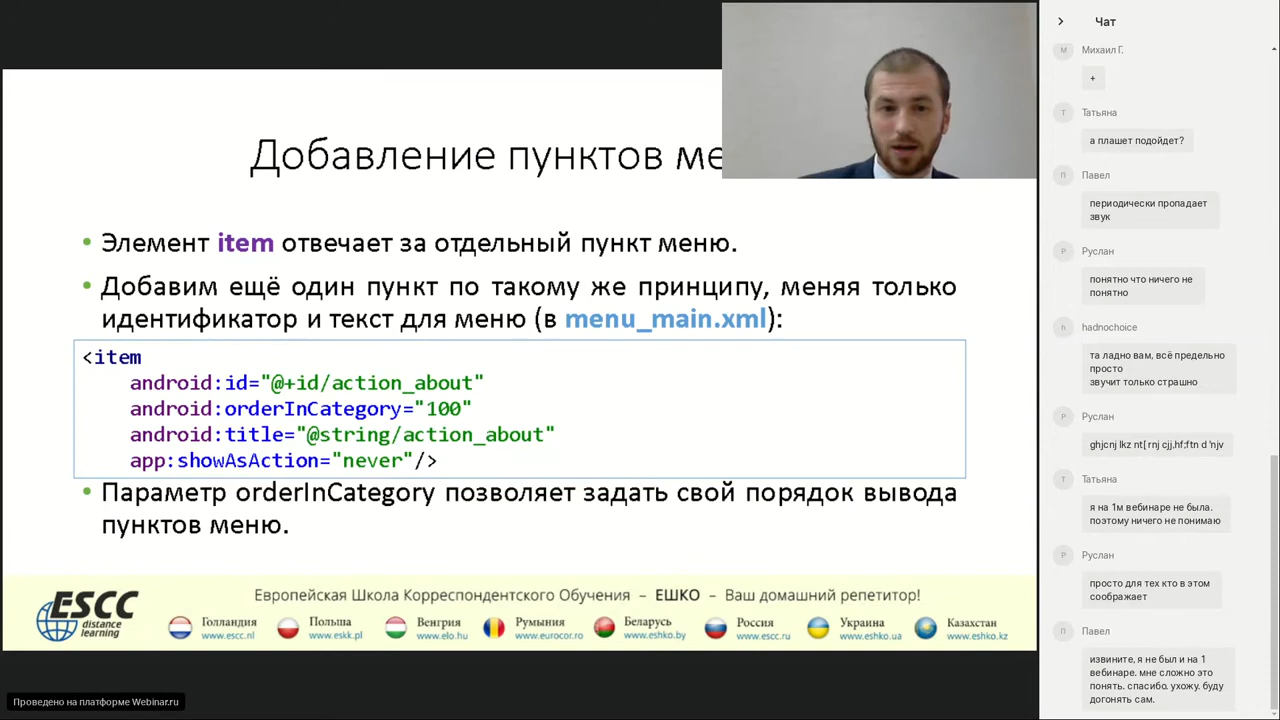 Добавление пунктов ме
• Элемент item отвечает за отдельный пункт меню.
• Добавим ещё один пункт по такому же принципу, меняя только
идентификатор и текст для меню (в menu_main.xml):
<item
android:id="@+id/action_about"
android:orderInCategory="100"
android:title="@string/action_about"
app:showAsAction="never"/>
• Параметр orderInCategory позволяет задать свой порядок вывода
пунктов меню.
ESCC
distance
learning
Европейская Школа Корреспондентского Обучения – ЕШКО – Ваш домашний репетитор!
Голландия
www.escc.nl
Польша
www.eskk.pl
Венгрия
www.elo.hu
Румыния
www.eurocor.ro
Беларусь
www.eshko.by
Россия
www.escc.ru
Украина
www.eshko.ua
Казахстан
www.eshko.kz
Проведено на платформе Webinar.ru
Чат
М
Михаил Г.
+
Т
Татьяна
а плашет подойдет?
П
Павел
периодически пропадает
звук
Р
Руслан
понятно что ничего не
понятно
h
hadnochoice
та ладно вам, всё предельно
просто
звучит только страшно
Р
Руслан
ghjcnj lkz nt[ rnj cjj,hf;ftn d 'njv
Т
Татьяна
я на 1м вебинаре не была.
поэтому ничего не понимаю
Р
Руслан
просто для тех кто в этом
соображает
П
Павел
извините, я не был и на 1
вебинаре. мне сложно это
понять. спасибо. ухожу. буду
догонять сам.